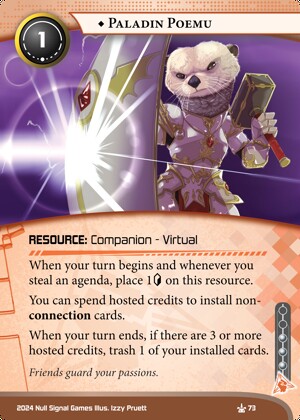 ◆ Paladin Poemu
1
RESOURCE: Companion - Virtual
When your turn begins and whenever you
steal an agenda, place 1 on this resource.
You can spend hosted credits to install non-
connection cards.
When your turn ends, if there are 3 or more
hosted credits, trash 1 of your installed cards.
Friends guard your passions.
2024 Null Signal Games Illus. Izzy Pruett
73